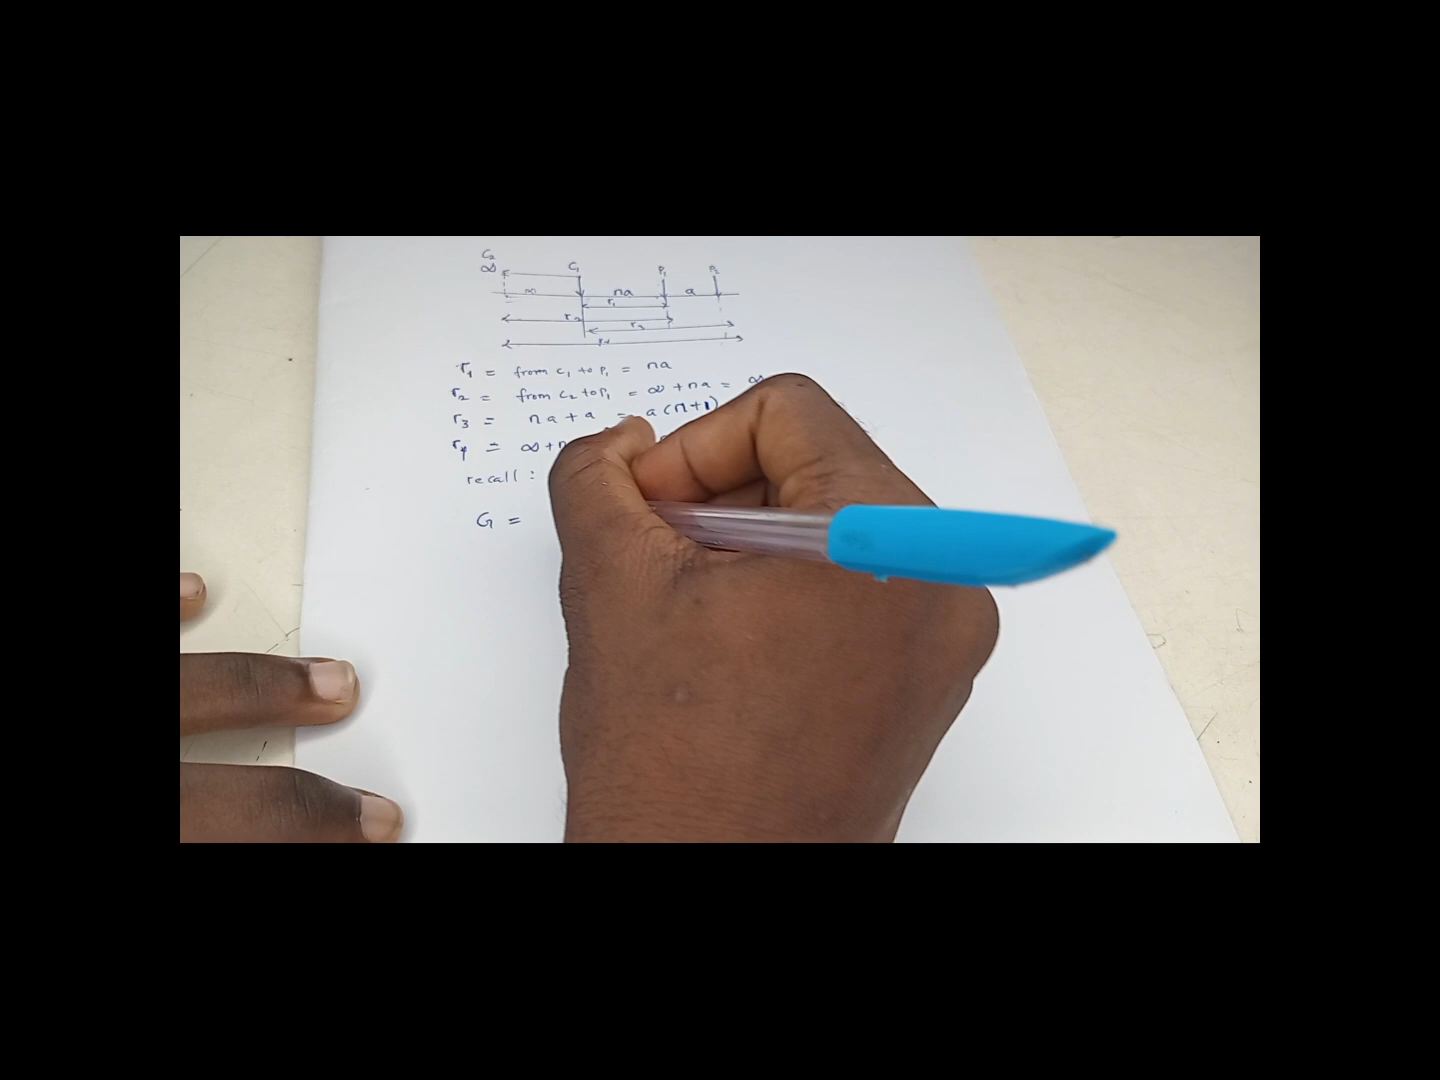 C₂
∞ C₁ P₁ P₂
∞ na a
r₁
r₂
r₃
r₄
r₁ = from C₁ to P₁ = na
r₂ = from C₂ to P₁ = ∞ + na = ∞
r₃ = na + a = a(n+1)
r₄ = ∞ + n
recall :
G =